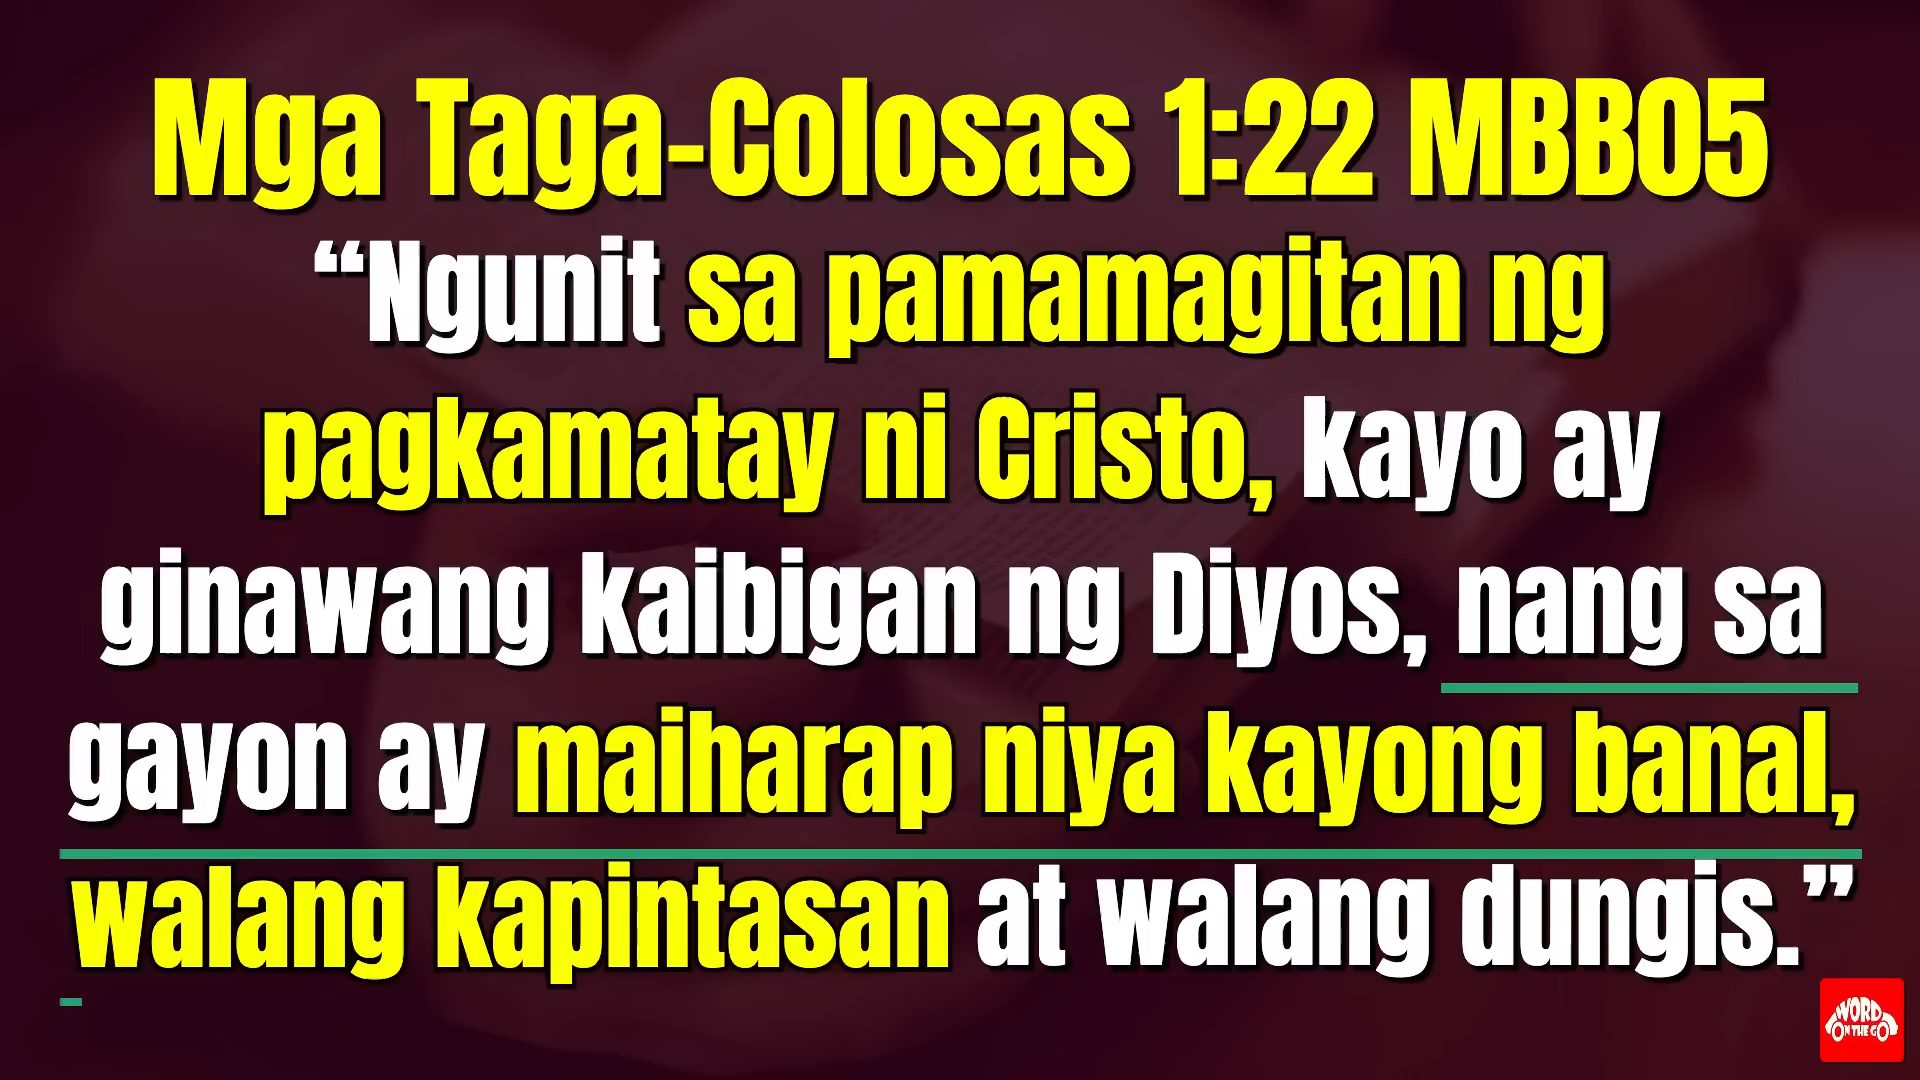 Mga Taga-Colosas 1:22 MBB05
“Ngunit sa pamamagitan ng
pagkamatay ni Cristo, kayo ay
ginawang kaibigan ng Diyos, nang sa
gayon ay maiharap niya kayong banal,
walang kapintasan at walang dungis.”
WORD
ON THE GO